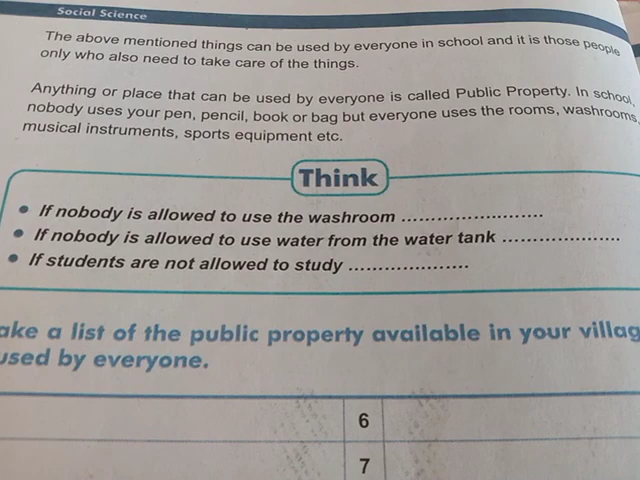 Social Science
The above mentioned things can be used by everyone in school and it is those people
only who also need to take care of the things.
Anything or place that can be used by everyone is called Public Property. In school,
nobody uses your pen, pencil, book or bag but everyone uses the rooms, washrooms,
musical instruments, sports equipment etc.
Think
• If nobody is allowed to use the washroom ........................
• If nobody is allowed to use water from the water tank ....................
• If students are not allowed to study ....................
ake a list of the public property available in your villag
used by everyone.
6
7